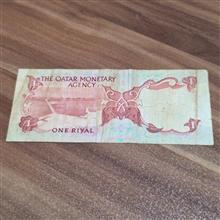 THE QATAR MONETARY
AGENCY
ONE RIYAL